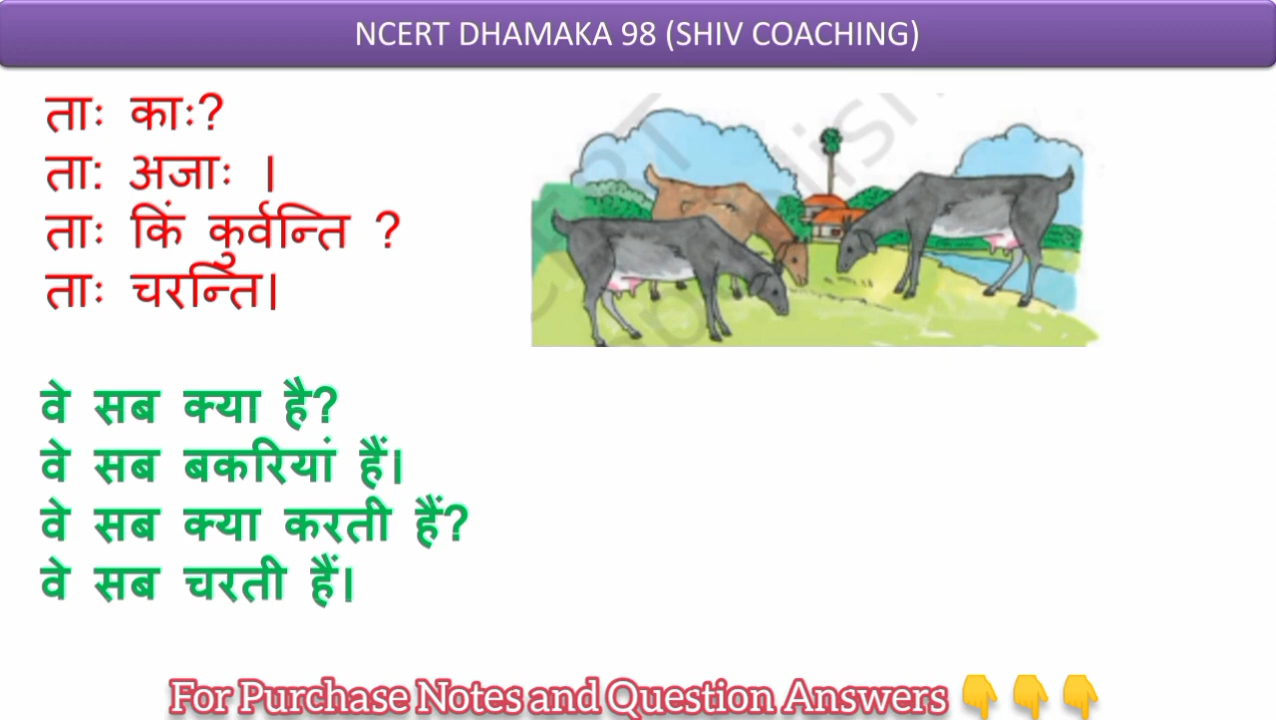 NCERT DHAMAKA 98 (SHIV COACHING)
ताः काः?
ता: अजाः ।
ताः किं कुर्वन्ति ?
ताः चरन्ति।
वे सब क्या है?
वे सब बकरियां हैं।
वे सब क्या करती हैं?
वे सब चरती हैं।
For Purchase Notes and Question Answers 👇👇👇